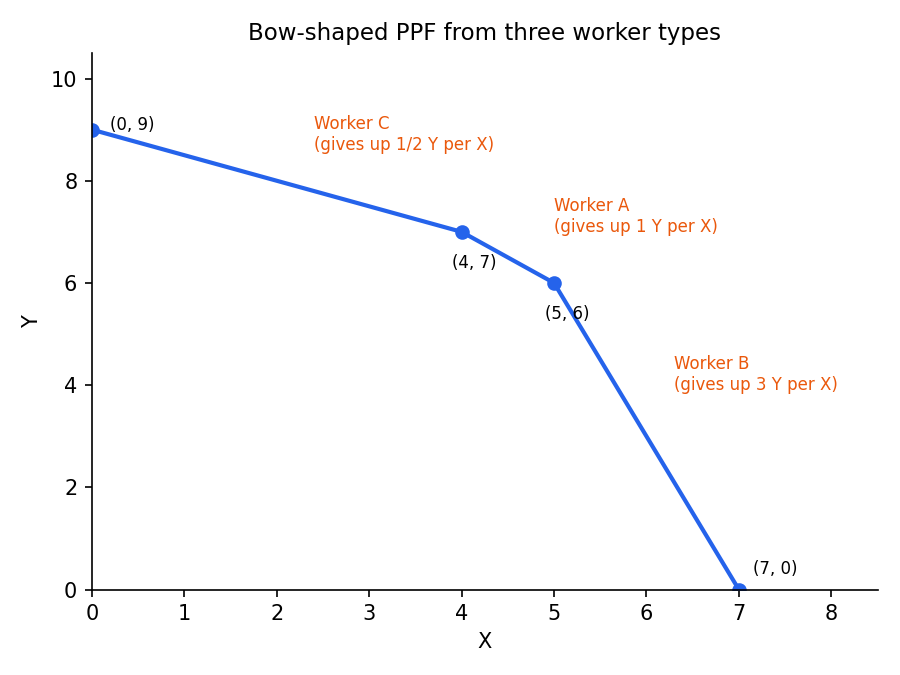 Bow-shaped PPF from three worker types
10
(0, 9)
Worker C
(gives up 1/2 Y per X)
8
Worker A
(gives up 1 Y per X)
(4, 7)
6
(5, 6)
Y
Worker B
(gives up 3 Y per X)
4
2
(7, 0)
0
0 1 2 3 4 5 6 7 8
X